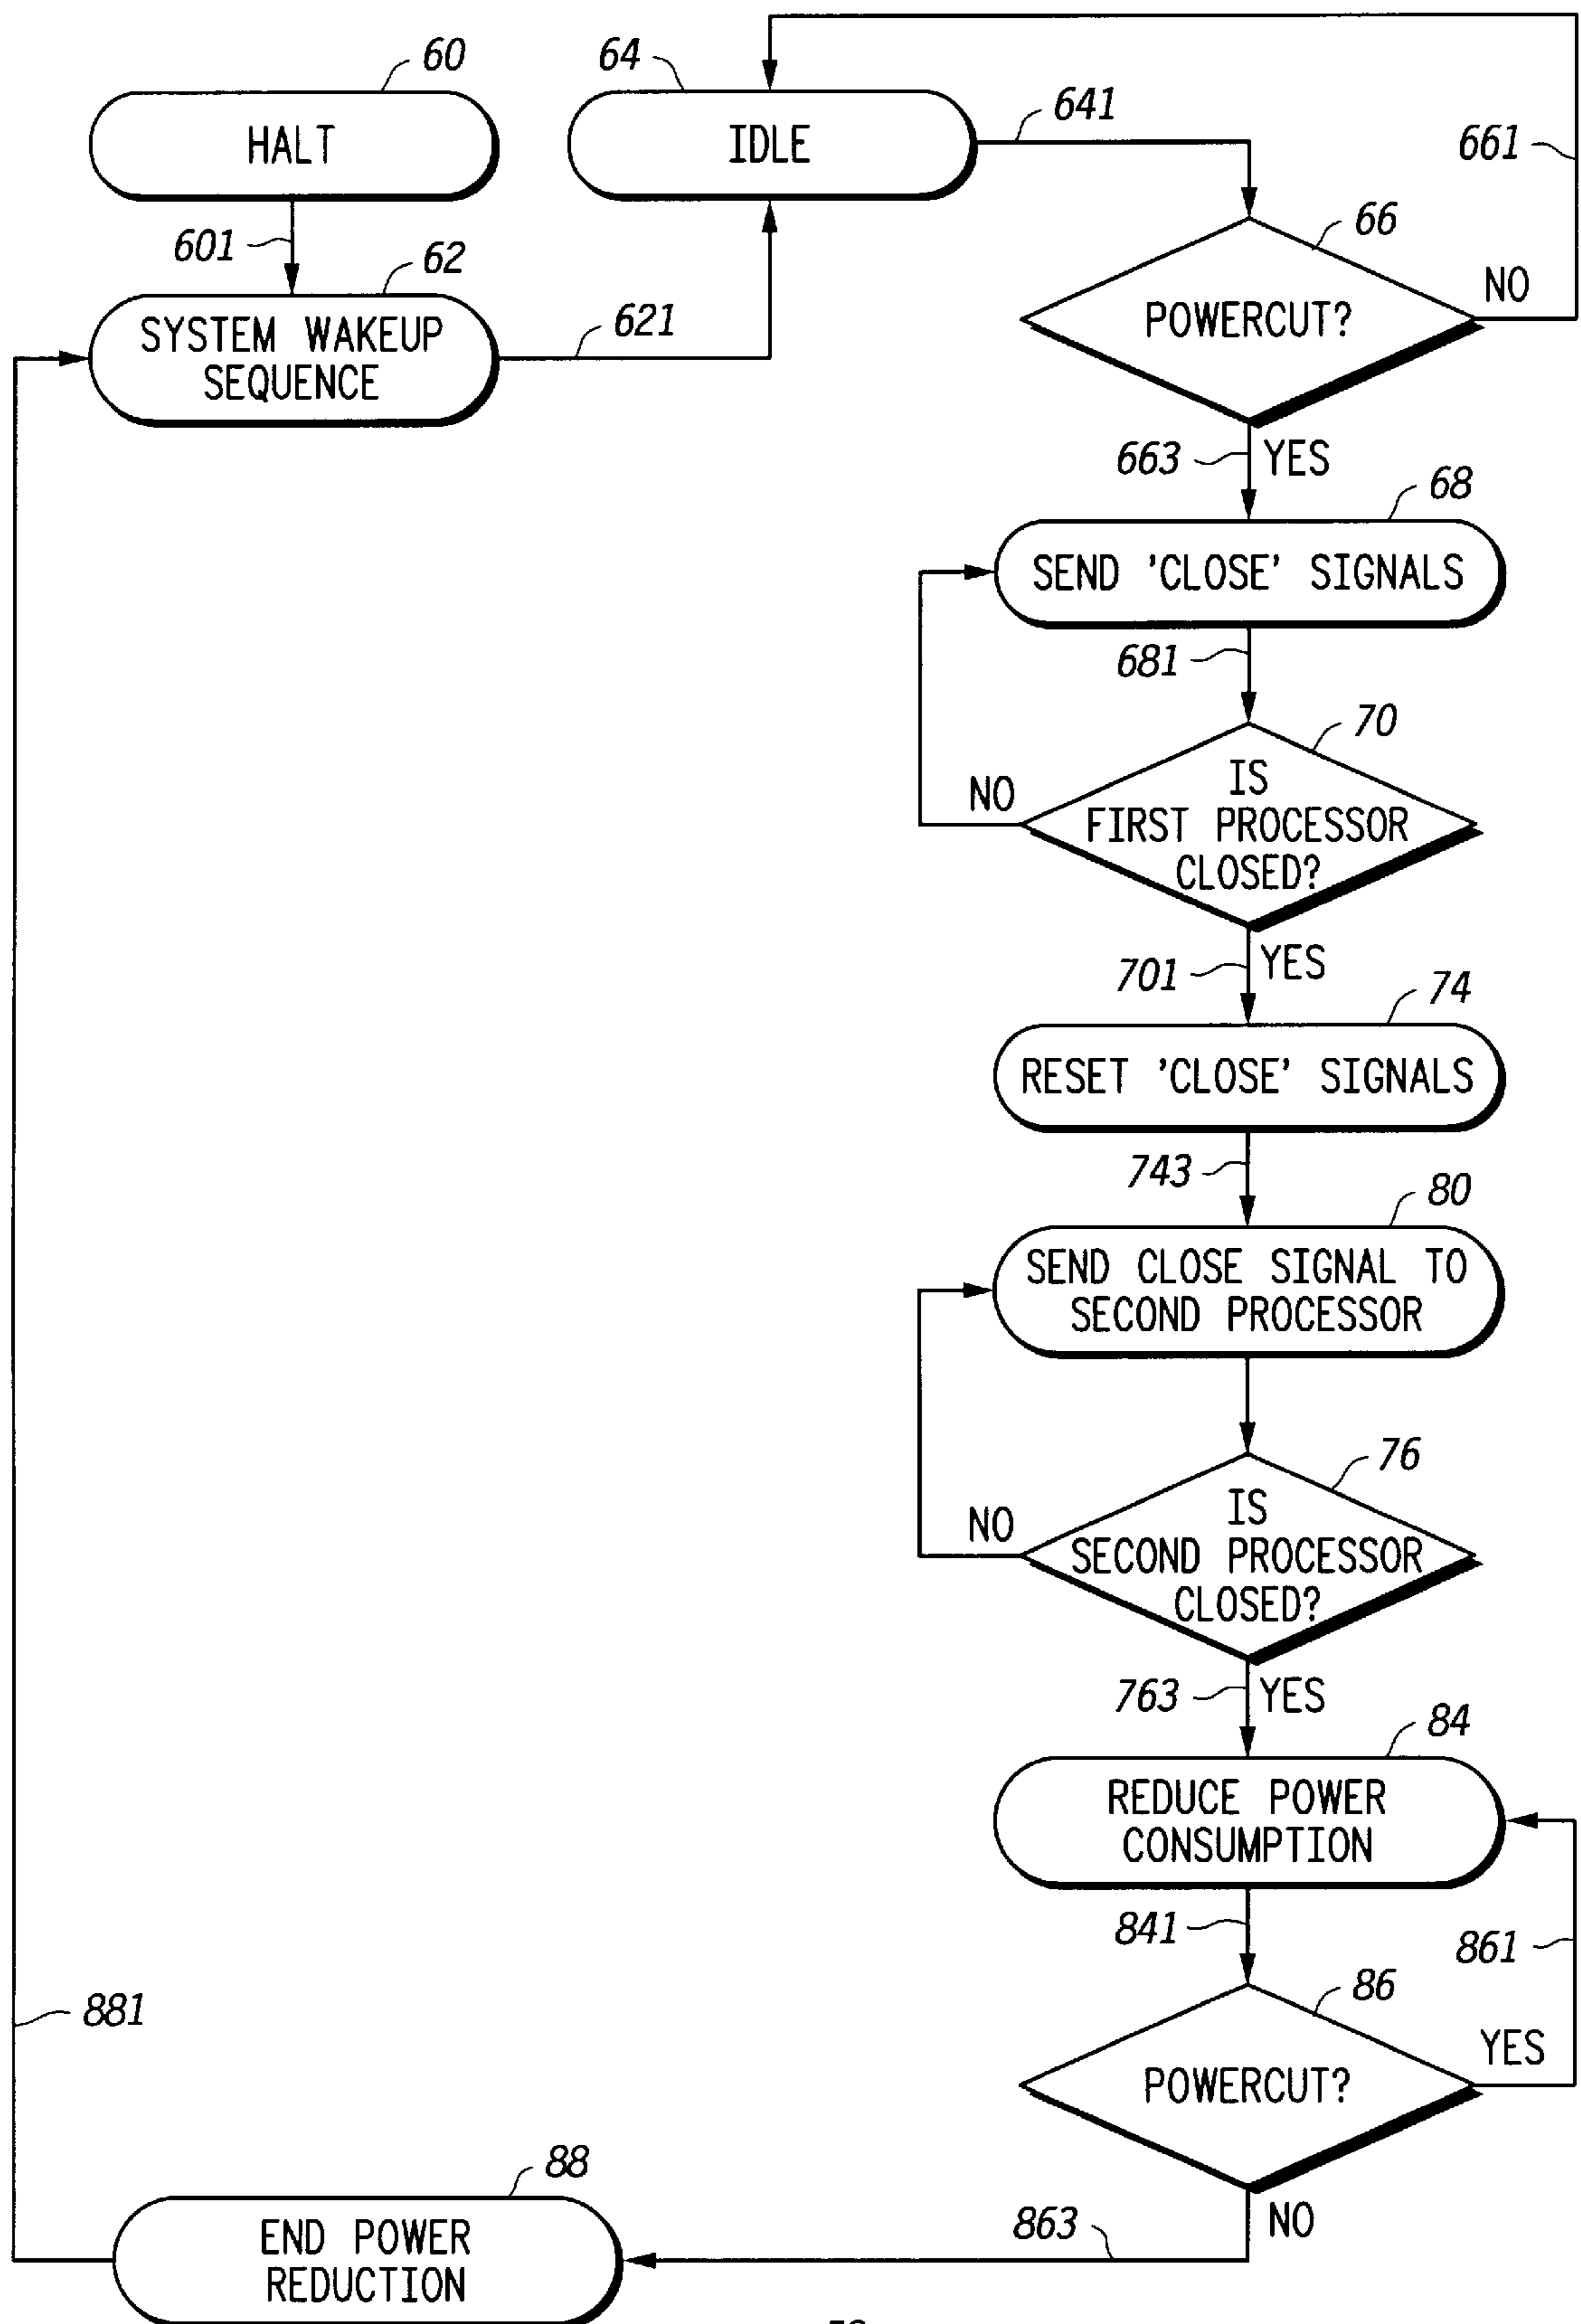 60
HALT
601
62
SYSTEM WAKEUP
SEQUENCE
621
64
IDLE
641
661
66
POWERCUT?
NO
663
YES
68
SEND 'CLOSE' SIGNALS
681
70
IS
FIRST PROCESSOR
CLOSED?
NO
701
YES
74
RESET 'CLOSE' SIGNALS
743
80
SEND CLOSE SIGNAL TO
SECOND PROCESSOR
76
IS
SECOND PROCESSOR
CLOSED?
NO
763
YES
84
REDUCE POWER
CONSUMPTION
841
861
86
POWERCUT?
YES
NO
863
88
END POWER
REDUCTION
881